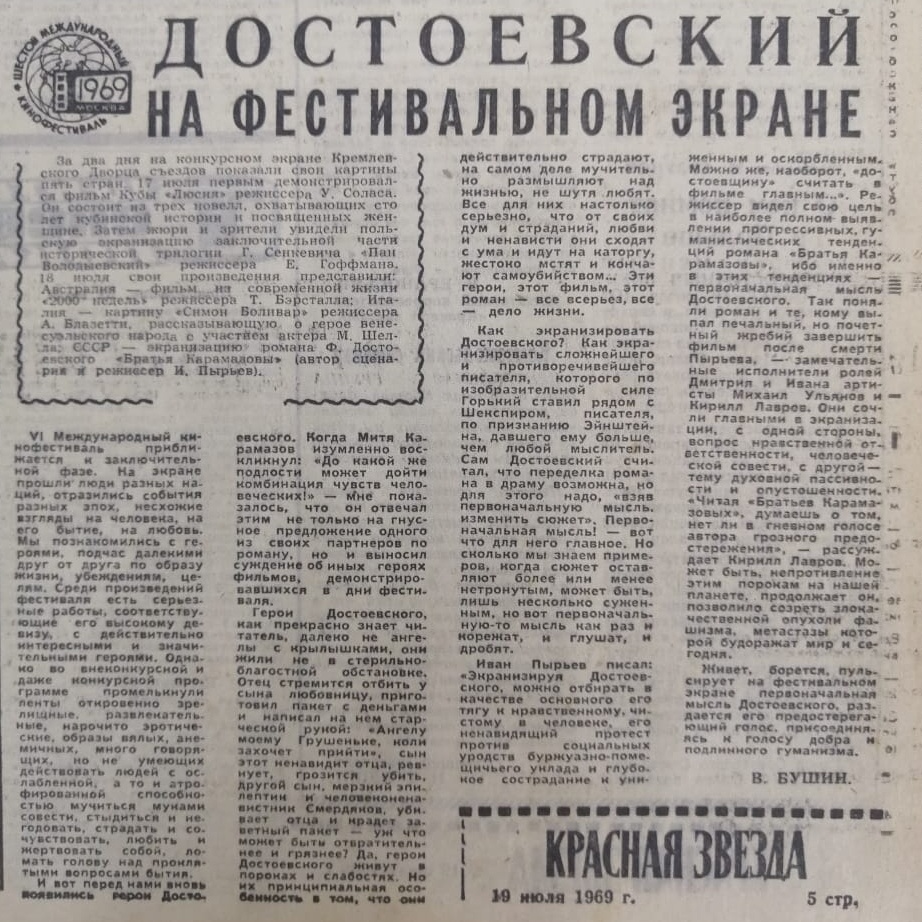 ШЕСТОЙ МЕЖДУНАРОДНЫЙ
КИНОФЕСТИВАЛЬ
1969
МОСКВА
ДОСТОЕВСКИЙ
НА ФЕСТИВАЛЬНОМ ЭКРАНЕ
За два дня на конкурсном экране Кремлев-
ского Дворца съездов показали свои картины
пять стран. 17 июля первым демонстрировал-
ся фильм Кубы «Люсия» режиссера У. Соласа.
Он состоит из трех новелл, охватывающих сто
лет кубинской истории и посвященных жен-
щине. Затем жюри и зрители увидели поль-
скую экранизацию заключительной части
исторической трилогии Г. Сенкевича «Пан
Володыевский» режиссера Е. Гоффмана.
18 июля свои произведения представили:
Австралия — фильм из современной жизни
«2000 недель» режиссера Т. Бэрсталла; Ита-
лия — картину «Симон Боливар» режиссера
А. Блазетти, рассказывающую о герое вене-
суэльского народа с участием актера М. Шел-
ла; СССР — экранизацию романа Ф. Досто-
евского «Братья Карамазовы» (автор сцена-
рия и режиссер И. Пырьев).
VI Международный ки-
нофестиваль прибли-
жается к заключитель-
ной фазе. На экране
прошли люди разных на-
ций, отразились события
разных эпох, несхожие
взгляды на человека, на
его бытие, на любовь.
Мы познакомились с ге-
роями, подчас далекими
друг от друга по образу
жизни, убеждениям, це-
лям. Среди произведений
фестиваля есть серьез-
ные работы, соответству-
ющие его высокому де-
визу, с действительно
интересными и значи-
тельными героями. Одна-
ко во внеконкурсной и
даже конкурсной про-
грамме промелькнули
ленты откровенно зре-
лищные, развлекатель-
ные, нарочито эротиче-
ские, образы вялых, ане-
мичных, много говоря-
щих, но не умеющих
действовать людей с ос-
лабленной, а то и атро-
фированной способно-
стью мучиться муками
совести, стыдиться и не-
годовать, страдать и со-
чувствовать, любить и
жертвовать собой, ло-
мать голову над прокля-
тыми вопросами бытия.
И вот перед нами вновь
появились герои Досто-
евского. Когда Митя Ка-
рамазов изумленно вос-
кликнул: «До какой же
подлости может дойти
комбинация чувств чело-
веческих!» — мне пока-
залось, что он отвечал
этим не только на гнус-
ное предложение одного
из своих партнеров по
роману, но и выносил
суждение об иных героях
фильмов, демонстриро-
вавшихся в дни фести-
валя.
Герои Достоевского,
как прекрасно знает чи-
татель, далеко не анге-
лы с крылышками, они
жили не в стерильно-
благостной обстановке.
Отец стремится отбить у
сына любовницу, приго-
товил пакет с деньгами
и написал на нем стар-
ческой рукой: «Ангелу
моему Грушеньке, коли
захочет прийти», сын
этот ненавидит отца, рев-
нует, грозится убить,
другой сын, мерзкий эпи-
лептик и человеконена-
вистник Смердяков, уби-
вает отца и крадет за-
ветный пакет — уж что
может быть отвратитель-
нее и грязнее? Да, герои
Достоевского живут в
пороках и слабостях. Но
их принципиальная осо-
бенность в том, что они
действительно страдают,
на самом деле мучитель-
но размышляют над
жизнью, не шутя любят.
Все для них настолько
серьезно, что от своих
дум и страданий, любви
и ненависти они сходят
с ума и идут на каторгу,
жестоко мстят и конча-
ют самоубийством... Эти
герои, этот фильм, этот
роман — все всерьез, все
— дело жизни.
Как экранизировать
Достоевского? Как экра-
низировать сложнейшего
и противоречивейшего
писателя, которого по
изобразительной силе
Горький ставил рядом с
Шекспиром, писателя,
по признанию Эйнштей-
на, давшего ему больше,
чем любой мыслитель.
Сам Достоевский счи-
тал, что переделка рома-
на в драму возможна, но
для этого надо, «взяв
первоначальную мысль,
изменить сюжет». Перво-
начальная мысль! — вот
что для него главное. Но
сколько мы знаем приме-
ров, когда сюжет остав-
ляют более или менее
нетронутым, может быть,
лишь несколько сужен-
ным, но вот первоначаль-
ную-то мысль как раз и
корежат, и глушат, и
дробят.
Иван Пырьев писал:
«Экранизируя Достоев-
ского, можно отбирать в
качестве основного его
тягу к нравственному, чи-
стому в человеке, его
ненавидящий протест
против социальных
уродств буржуазно-поме-
щичьего уклада и глубо-
кое сострадание к уни-
женным и оскорбленным.
Можно же, наоборот, «до-
стоевщину» считать в
фильме главным...». Ре-
жиссер видел свою цель
в наиболее полном выяв-
лении прогрессивных, гу-
манистических тенден-
ций романа «Братья Ка-
рамазовы», ибо именно
в этих тенденциях —
первоначальная мысль
Достоевского. Так поня-
ли роман и те, кому вы-
пал печальный, но почет-
ный жребий завершить
фильм после смерти
Пырьева, — замечатель-
ные исполнители ролей
Дмитрия и Ивана арти-
сты Михаил Ульянов и
Кирилл Лавров. Они соч-
ли главными в экраниза-
ции, с одной стороны,
вопрос нравственной от-
ветственности, человече-
ской совести, с другой—
тему духовной пассивно-
сти и опустошенности.
«Читая «Братьев Карама-
зовых», думаешь о том,
нет ли в гневном голосе
автора грозного предо-
стережения», — рассуж-
дает Кирилл Лавров. Мо-
жет быть, непротивление
этим порокам на нашей
планете, продолжает он,
позволило созреть злока-
чественной опухоли фа-
шизма, метастазы кото-
рой будоражат мир и се-
годня.
Живет, борется, пуль-
сирует на фестивальном
экране первоначальная
мысль Достоевского, раз-
дается его предостерега-
ющий голос, присоединя-
ясь к голосу добра и
подлинного гуманизма.
В. БУШИН.
КРАСНАЯ ЗВЕЗДА
19 июля 1969 г. 5 стр.